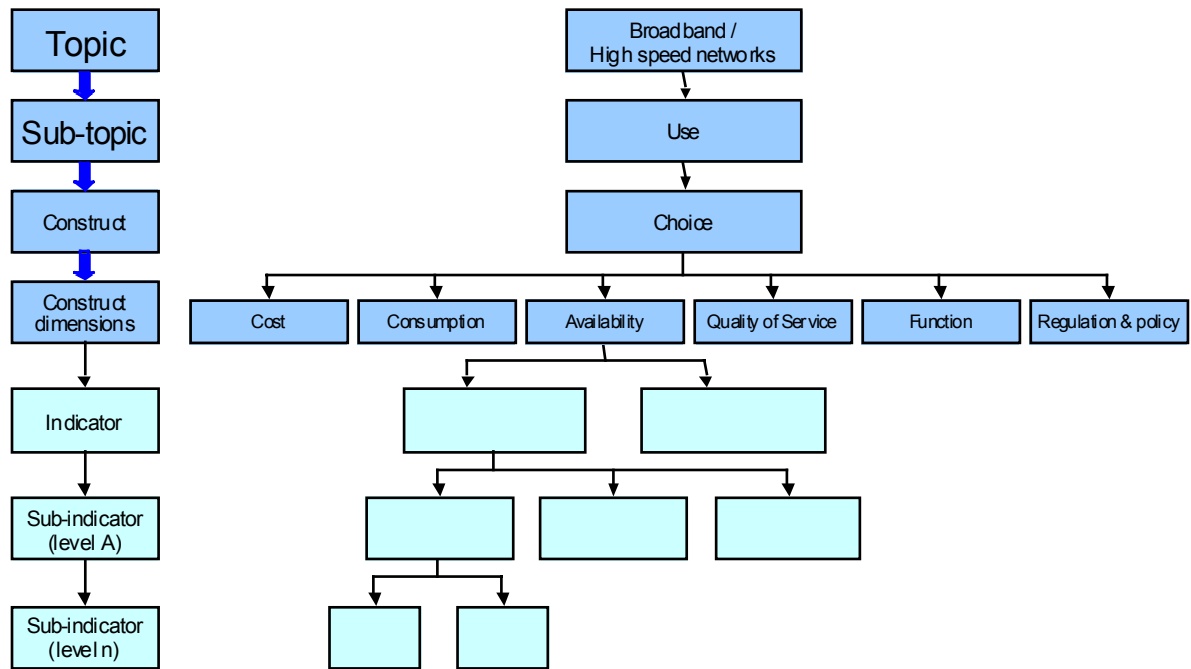 Topic
Broadband /
High speed networks
Sub-topic
Use
Construct
Choice
Construct
dimensions
Cost
Consumption
Availability
Quality of Service
Function
Regulation & policy
Indicator
Sub-indicator
(level A)
Sub-indicator
(level n)